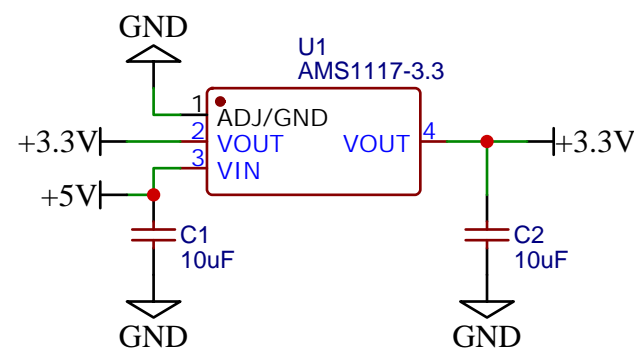 GND
U1
AMS1117-3.3
1 ADJ/GND
+3.3V 2 VOUT VOUT 4 +3.3V
3 VIN
+5V
C1 C2
10uF 10uF
GND GND